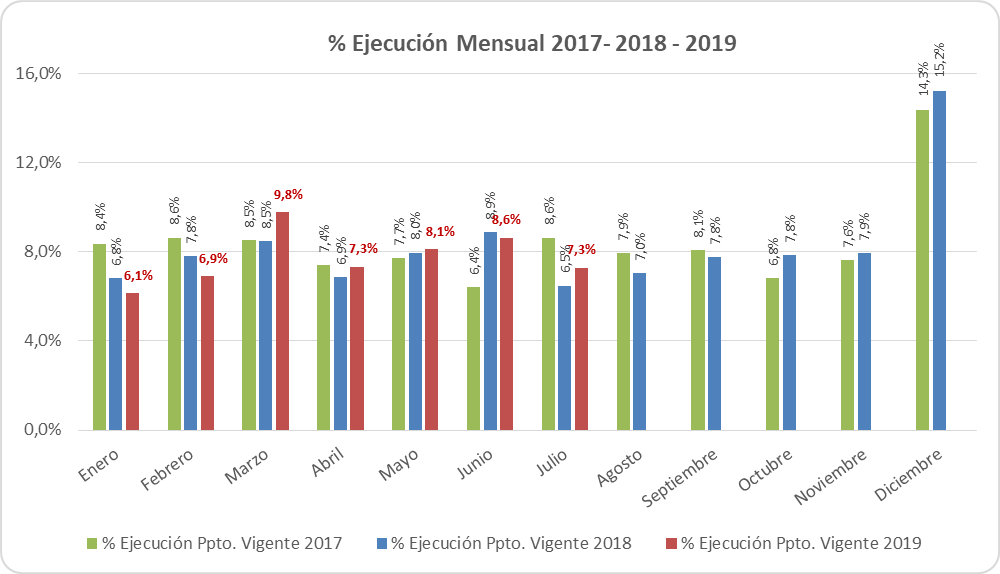 % Ejecución Mensual 2017- 2018 - 2019
16,0%
12,0%
8,0%
4,0%
0,0%
8,4%
6,8%
6,1%
8,6%
7,8%
6,9%
8,5%
8,5%
9,8%
7,4%
6,9%
7,3%
7,7%
8,0%
8,1%
6,4%
8,9%
8,6%
8,6%
6,5%
7,3%
7,9%
7,0%
8,1%
7,8%
6,8%
7,8%
7,6%
7,9%
14,3%
15,2%
Enero
Febrero
Marzo
Abril
Mayo
Junio
Julio
Agosto
Septiembre
Octubre
Noviembre
Diciembre
% Ejecución Ppto. Vigente 2017
% Ejecución Ppto. Vigente 2018
% Ejecución Ppto. Vigente 2019